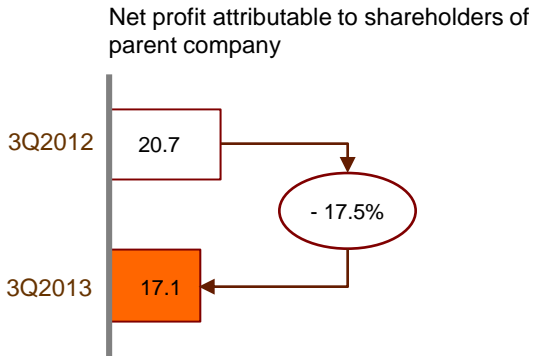 Net profit attributable to shareholders of
parent company
3Q2012
20.7
- 17.5%
3Q2013
17.1